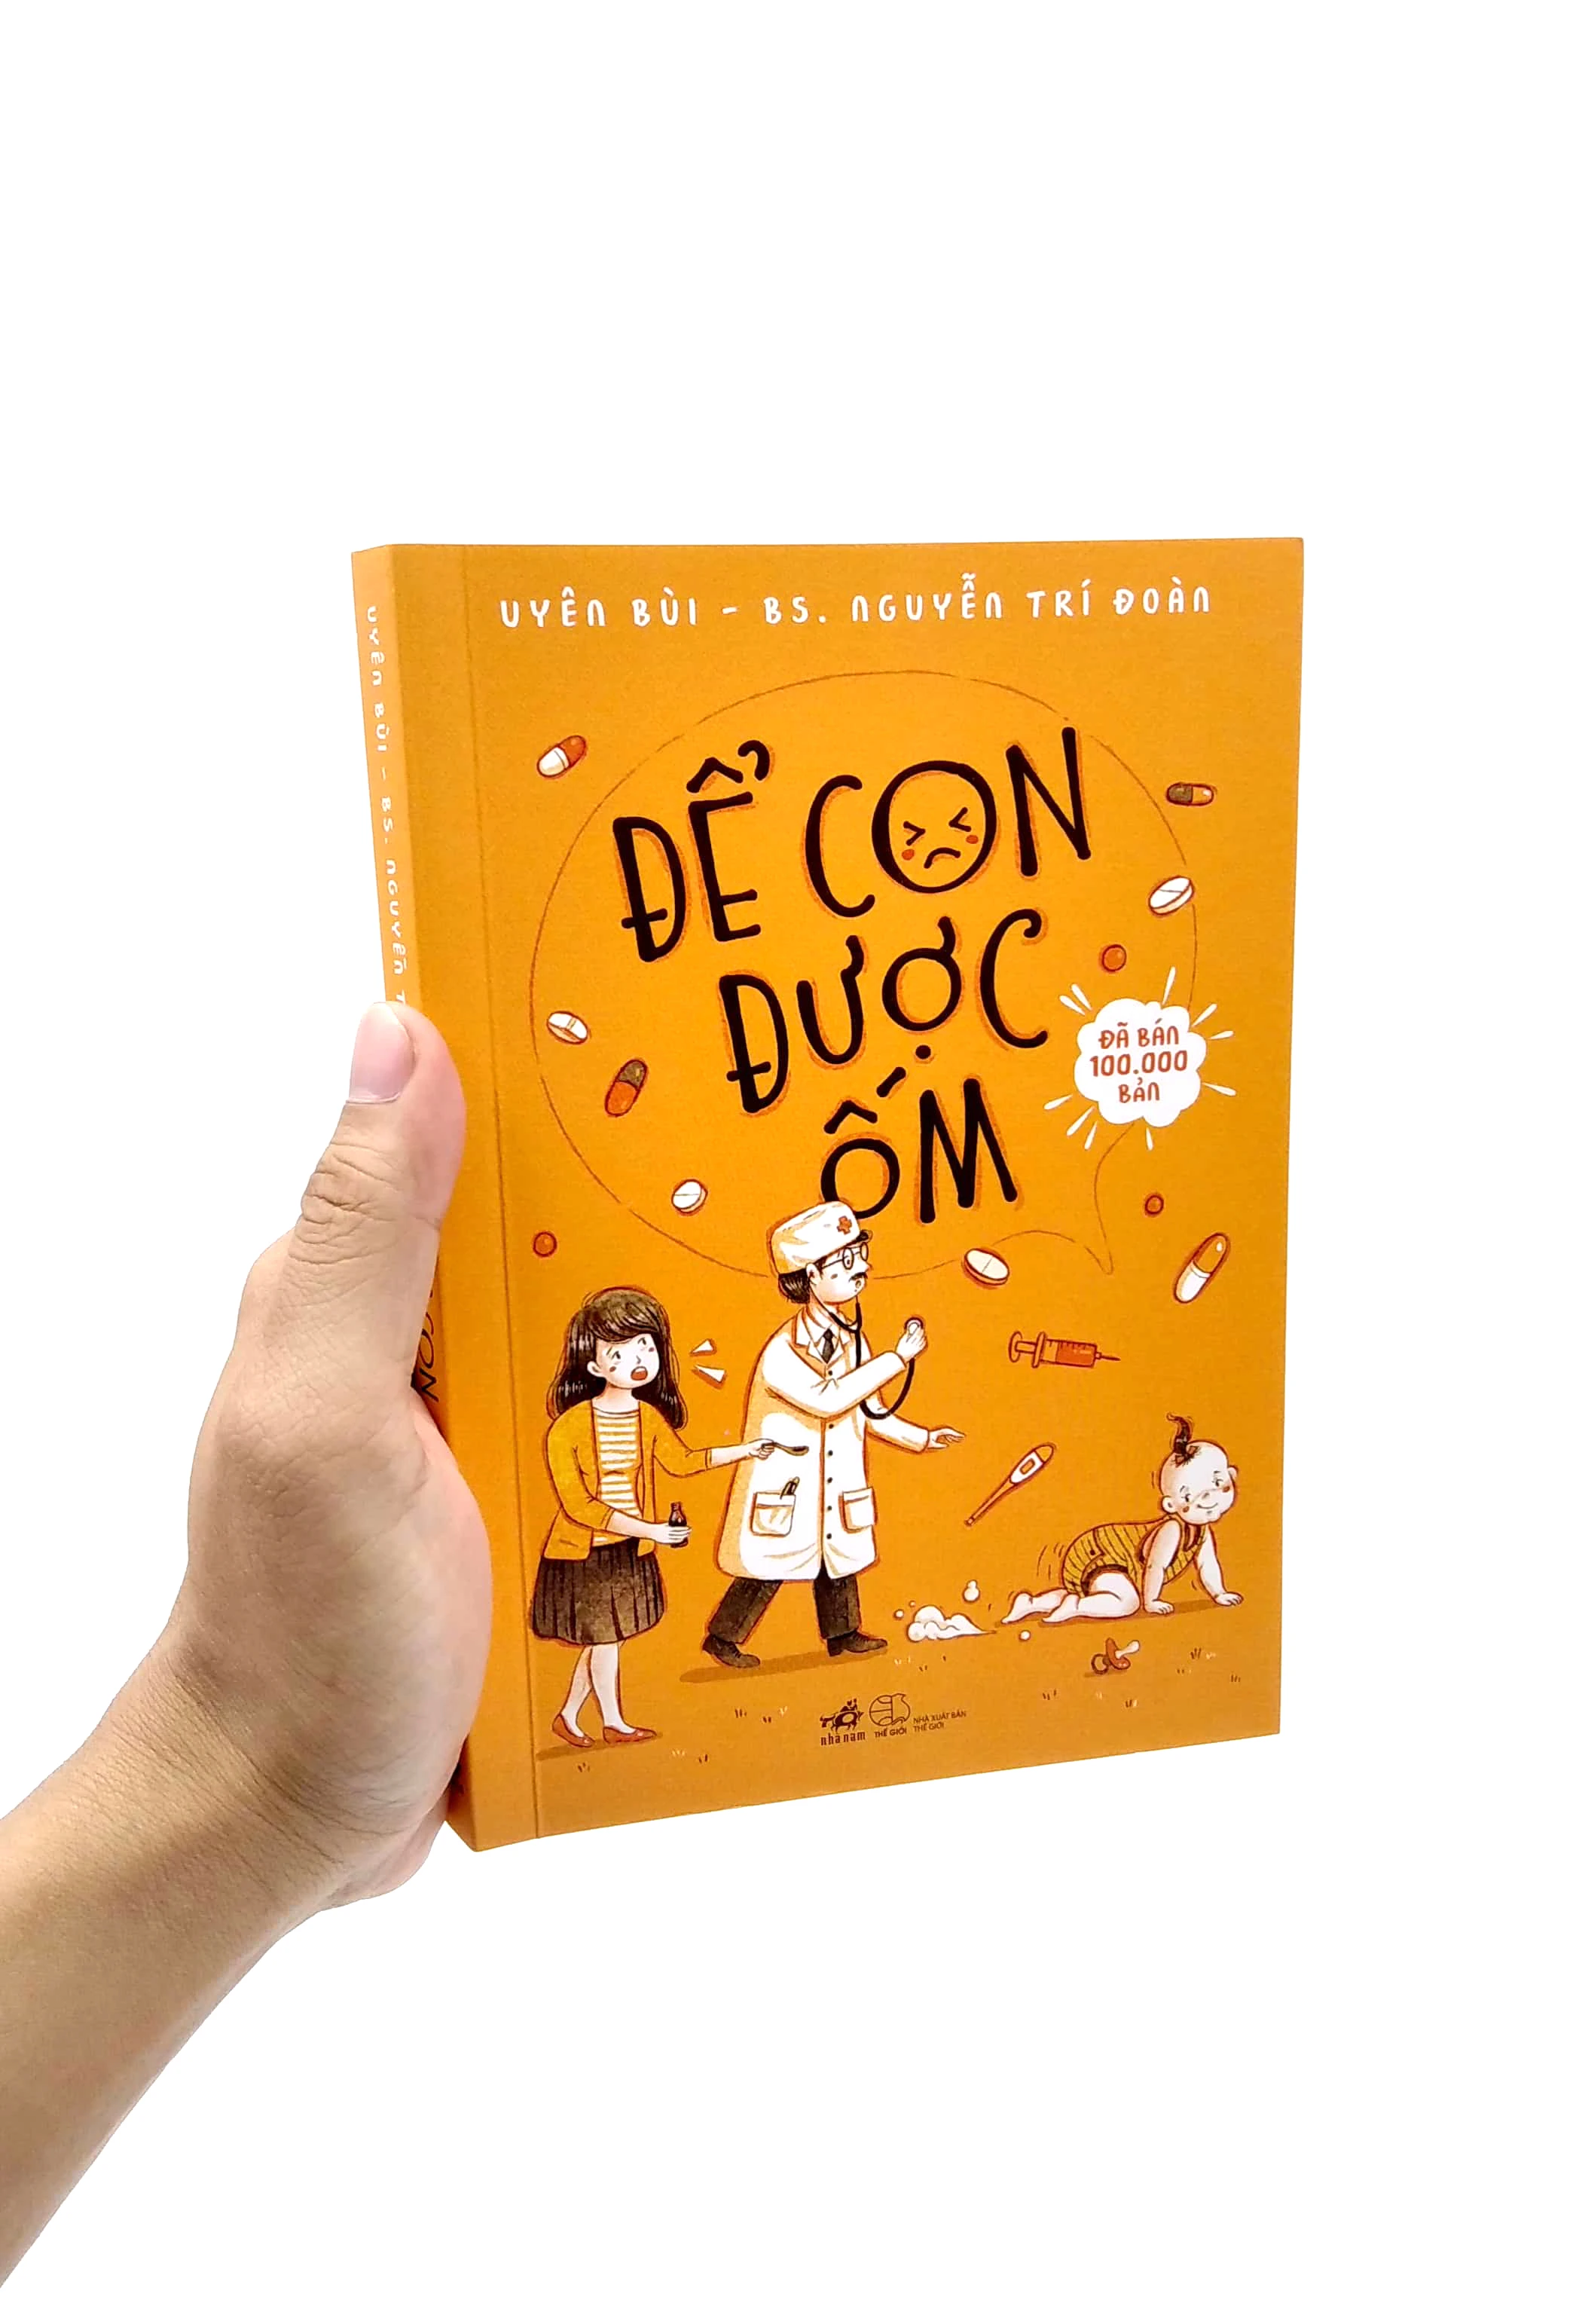 UYÊN BÙI - BS. NGUYỄN TRÍ ĐOÀN
ĐỂ CON
ĐƯỢC
ỐM
ĐÃ BÁN
100.000
BẢN
nhã nam
THẾ GIỚI
NHÀ XUẤT BẢN
THẾ GIỚI
UYÊN BÙI - BS. NGUYỄN
CON